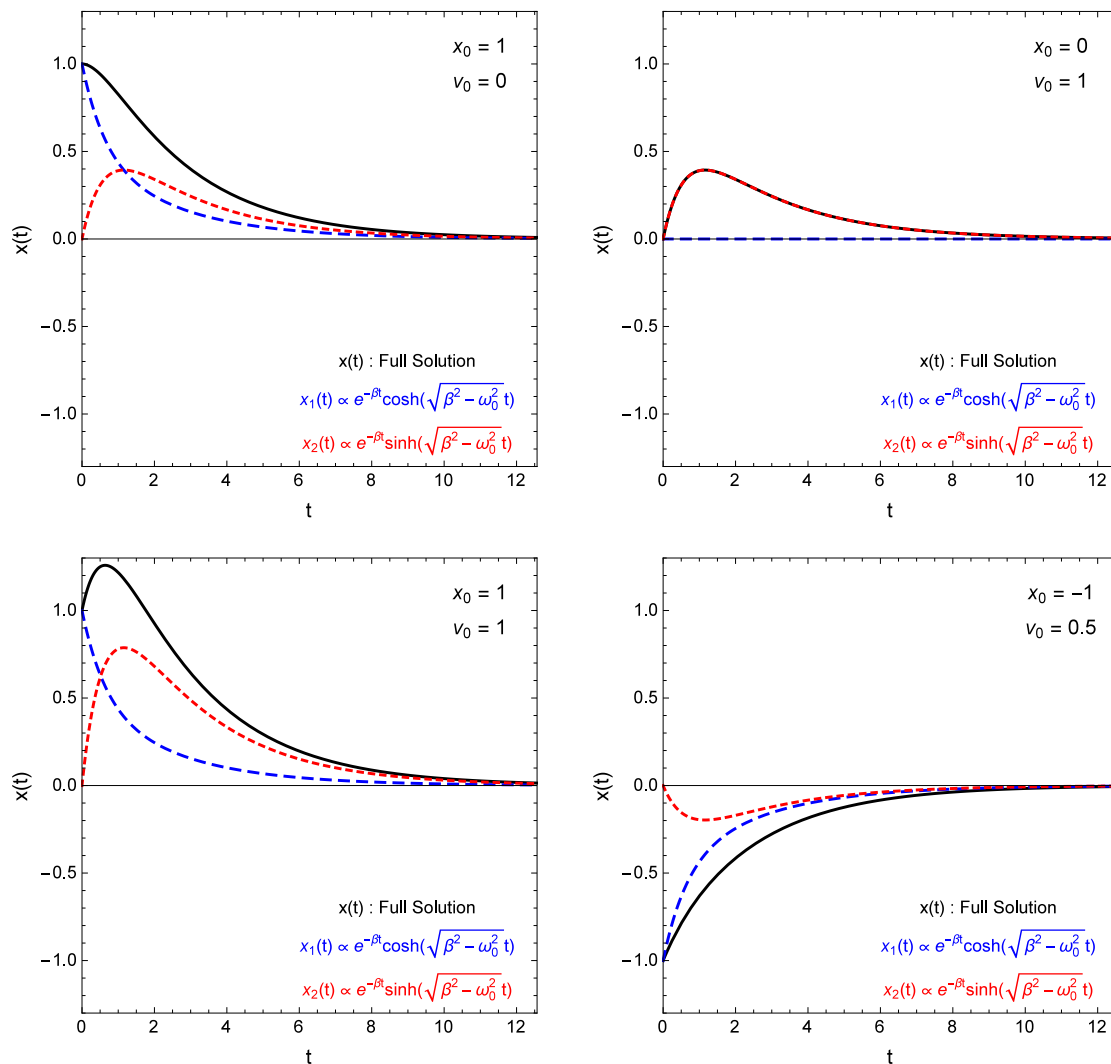 x₀ = 1
v₀ = 0
1.0
0.5
0.0
−0.5
−1.0
x(t)
x(t) : Full Solution
x₁(t) ∝ e^{−βt}cosh(√(β² − ω₀²) t)
x₂(t) ∝ e^{−βt}sinh(√(β² − ω₀²) t)
0 2 4 6 8 10 12
t
x₀ = 0
v₀ = 1
1.0
0.5
0.0
−0.5
−1.0
x(t)
x(t) : Full Solution
x₁(t) ∝ e^{−βt}cosh(√(β² − ω₀²) t)
x₂(t) ∝ e^{−βt}sinh(√(β² − ω₀²) t)
0 2 4 6 8 10 12
t
x₀ = 1
v₀ = 1
1.0
0.5
0.0
−0.5
−1.0
x(t)
x(t) : Full Solution
x₁(t) ∝ e^{−βt}cosh(√(β² − ω₀²) t)
x₂(t) ∝ e^{−βt}sinh(√(β² − ω₀²) t)
0 2 4 6 8 10 12
t
x₀ = −1
v₀ = 0.5
1.0
0.5
0.0
−0.5
−1.0
x(t)
x(t) : Full Solution
x₁(t) ∝ e^{−βt}cosh(√(β² − ω₀²) t)
x₂(t) ∝ e^{−βt}sinh(√(β² − ω₀²) t)
0 2 4 6 8 10 12
t